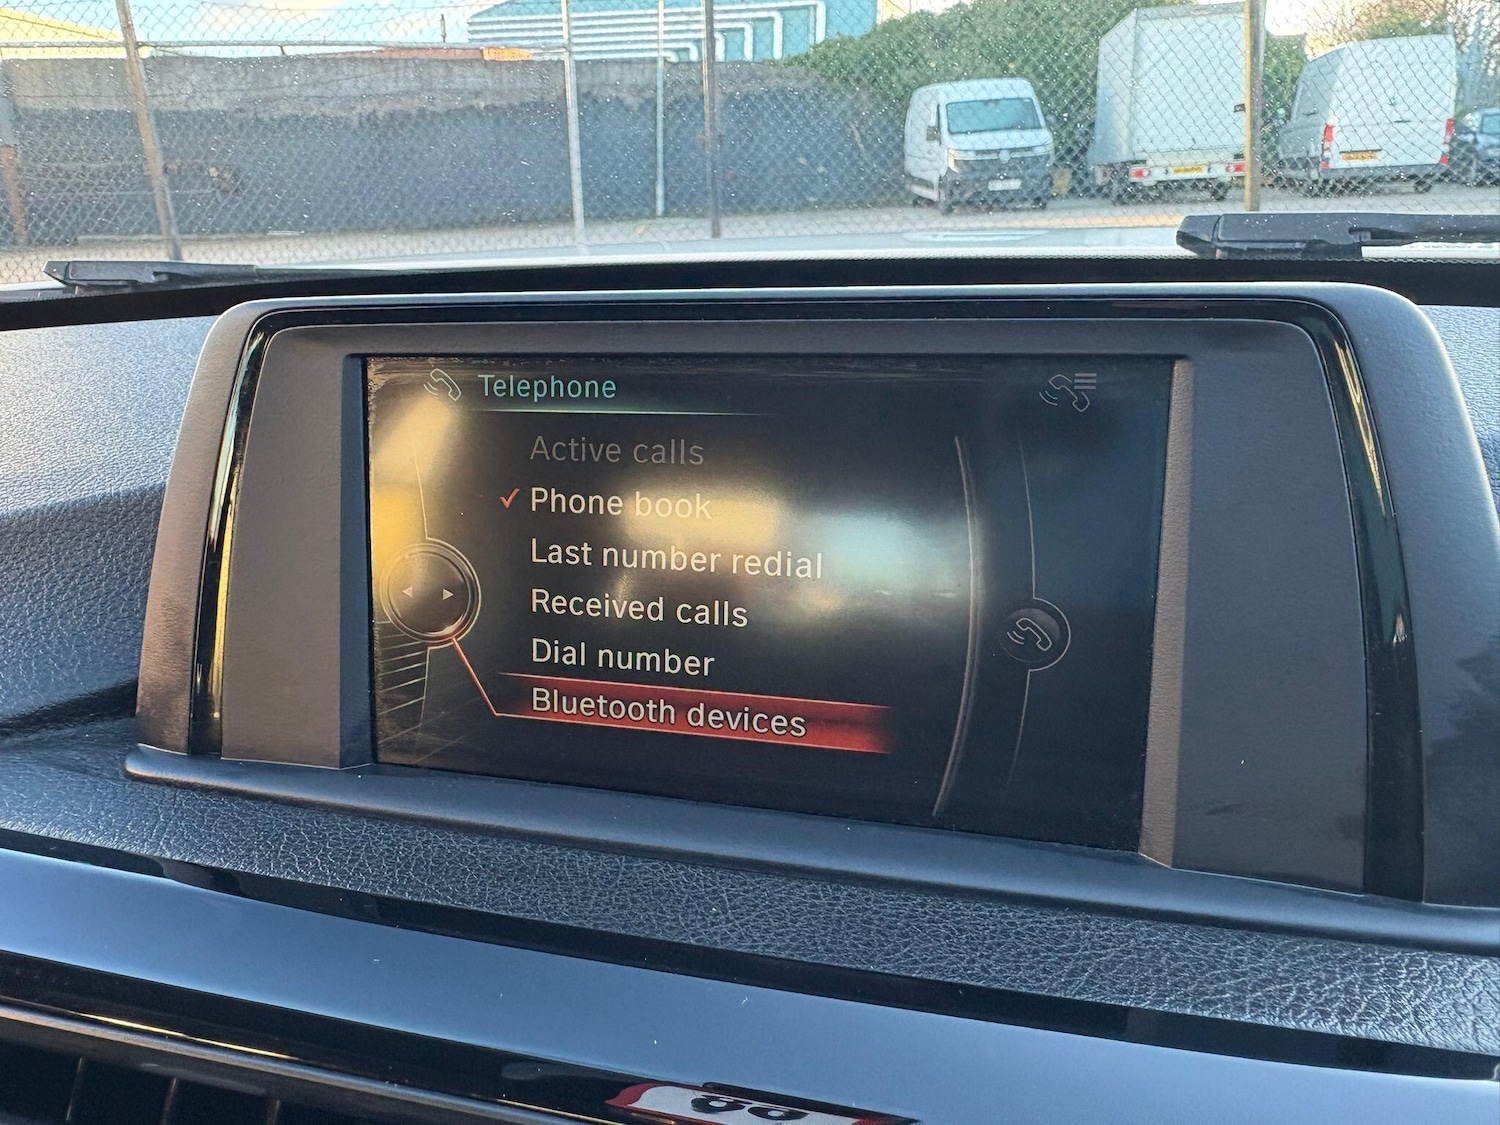 Telephone
Active calls
Phone book
Last number redial
Received calls
Dial number
Bluetooth devices